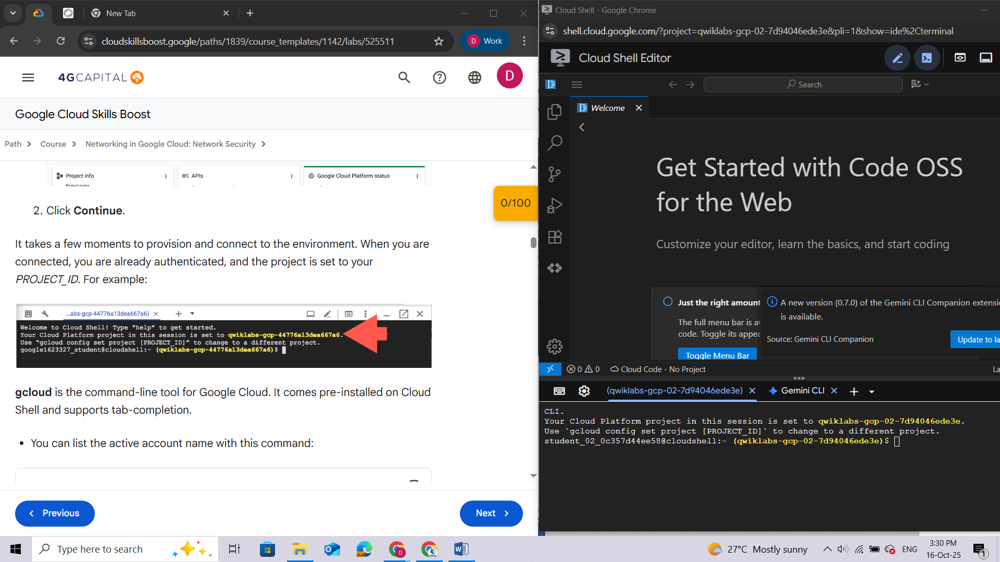 New Tab
cloudskillsboost.google/paths/1839/course_templates/1142/labs/525511
D Work
4GCAPITAL
D
Google Cloud Skills Boost
Path
Course
Networking in Google Cloud: Network Security
Project info
Project name
API APIs
Google Cloud Platform status
2. Click Continue.
0/100
It takes a few moments to provision and connect to the environment. When you are
connected, you are already authenticated, and the project is set to your
PROJECT_ID. For example:
...abs-gcp-44776a13dea667a6)
Welcome to Cloud Shell! Type "help" to get started.
Your Cloud Platform project in this session is set to qwiklabs-gcp-44776a13dea667a6.
Use "gcloud config set project [PROJECT_ID]" to change to a different project.
google1623327_student@cloudshell:~ (qwiklabs-gcp-44776a13dea667a6)$
gcloud is the command-line tool for Google Cloud. It comes pre-installed on Cloud
Shell and supports tab-completion.
• You can list the active account name with this command:
Previous
Next
Cloud Shell - Google Chrome
shell.cloud.google.com/?project=qwiklabs-gcp-02-7d94046ede3e&pli=1&show=ide%2Cterminal
Cloud Shell Editor
Search
Welcome
Get Started with Code OSS
for the Web
Customize your editor, learn the basics, and start coding
Just the right amount
The full menu bar is av
code. Toggle its appea
Toggle Menu Bar
A new version (0.7.0) of the Gemini CLI Companion extensio
is available.
Source: Gemini CLI Companion
Update to la
0 0
Cloud Code - No Project
La
(qwiklabs-gcp-02-7d94046ede3e)
Gemini CLI
CLI.
Your Cloud Platform project in this session is set to qwiklabs-gcp-02-7d94046ede3e.
Use `gcloud config set project [PROJECT_ID]` to change to a different project.
student_02_0c357d44ee58@cloudshell:~ (qwiklabs-gcp-02-7d94046ede3e)$
Type here to search
27°C Mostly sunny
ENG
3:30 PM
16-Oct-25
1